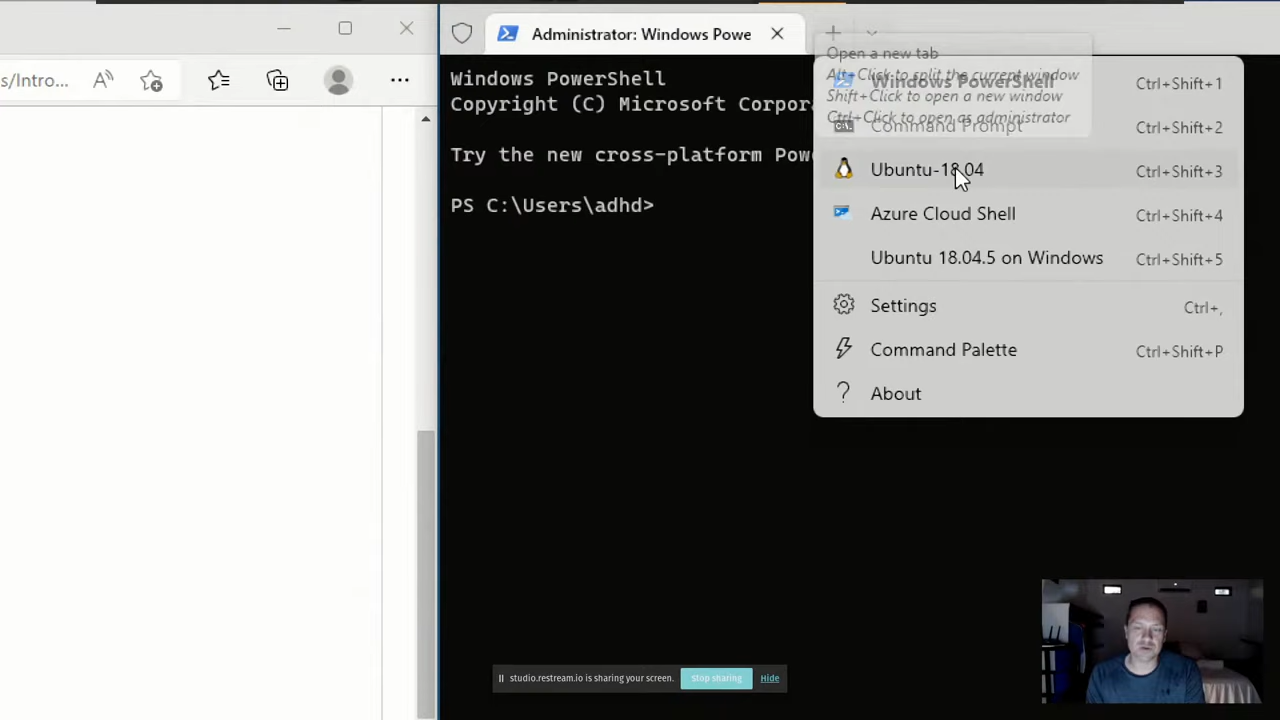 s/Intro...
Administrator: Windows Powe
Windows PowerShell
Copyright (C) Microsoft Corpor
Try the new cross-platform Pow
PS C:\Users\adhd>
Open a new tab
Alt+Click to split the current window
Shift+Click to open a new window
Ctrl+Click to open as administrator
Windows PowerShell Ctrl+Shift+1
Command Prompt Ctrl+Shift+2
Ubuntu-18.04 Ctrl+Shift+3
Azure Cloud Shell Ctrl+Shift+4
Ubuntu 18.04.5 on Windows Ctrl+Shift+5
Settings Ctrl+,
Command Palette Ctrl+Shift+P
About
studio.restream.io is sharing your screen. Stop sharing Hide